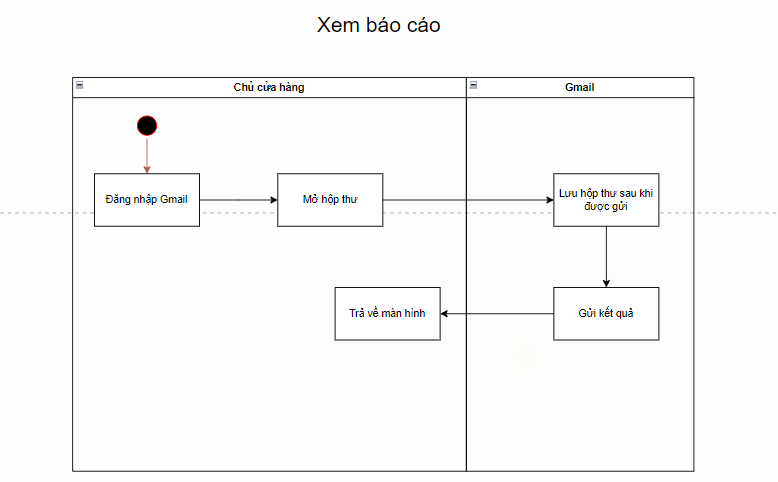 Xem báo cáo
Chủ cửa hàng
Gmail
Đăng nhập Gmail
Mở hộp thư
Lưu hộp thư sau khi
được gửi
Trả về màn hình
Gửi kết quả